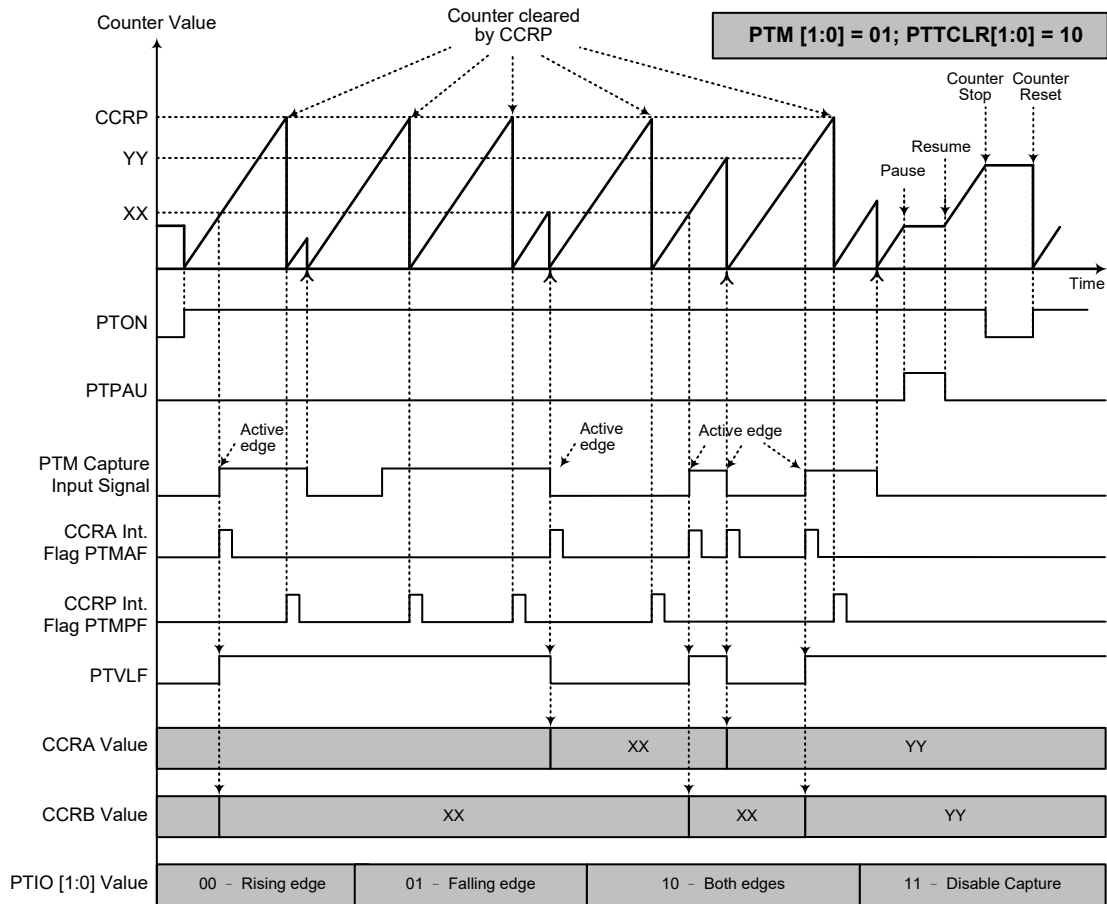 Counter Value
Counter cleared
by CCRP
PTM [1:0] = 01; PTTCLR[1:0] = 10
Counter
Stop
Counter
Reset
CCRP
YY
XX
Pause
Resume
Time
PTON
PTPAU
Active
edge
Active
edge
Active edge
PTM Capture
Input Signal
CCRA Int.
Flag PTMAF
CCRP Int.
Flag PTMPF
PTVLF
CCRA Value
XX
YY
CCRB Value
XX
XX
YY
PTIO [1:0] Value
00 – Rising edge
01 – Falling edge
10 – Both edges
11 – Disable Capture